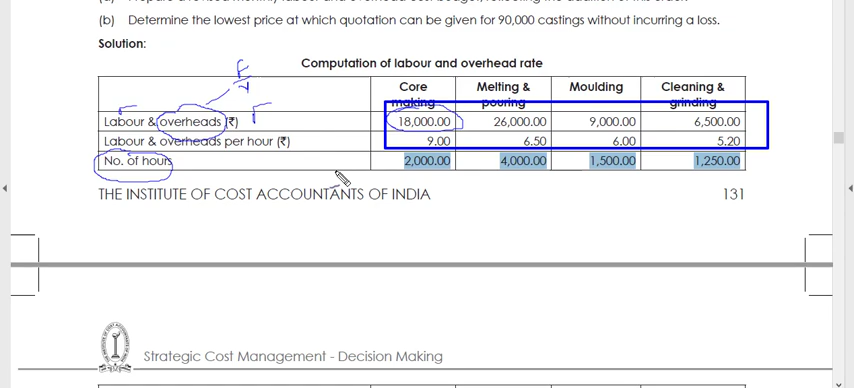 (b) Determine the lowest price at which quotation can be given for 90,000 castings without incurring a loss.
Solution:
Computation of labour and overhead rate
Core making Melting & pouring Moulding Cleaning & grinding
Labour & overheads (₹) 18,000.00 26,000.00 9,000.00 6,500.00
Labour & overheads per hour (₹) 9.00 6.50 6.00 5.20
No. of hours 2,000.00 4,000.00 1,500.00 1,250.00
THE INSTITUTE OF COST ACCOUNTANTS OF INDIA 131
Strategic Cost Management - Decision Making